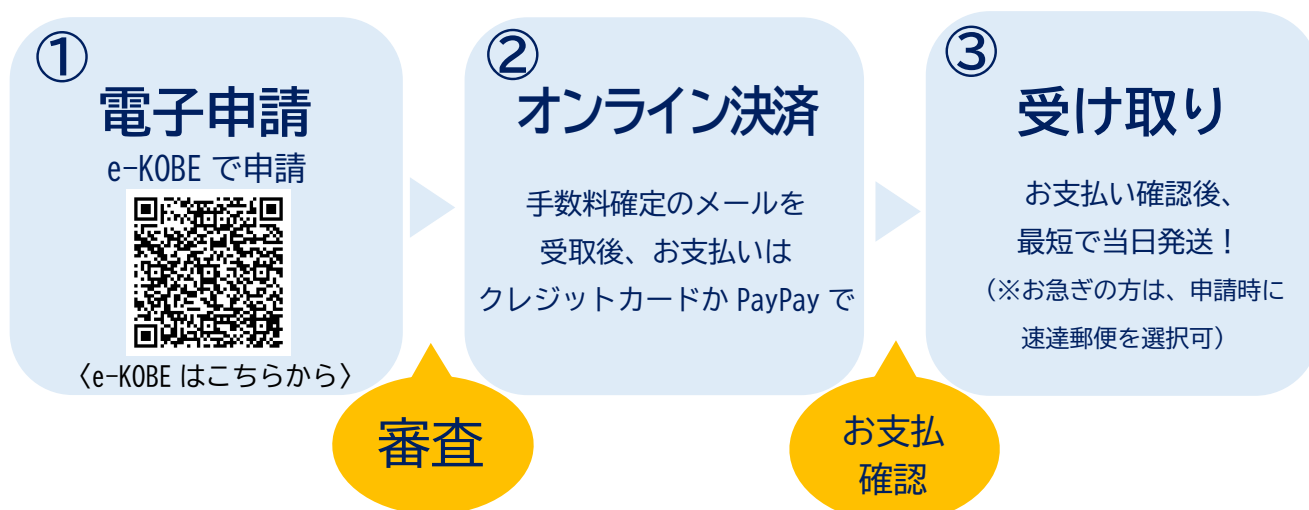 ①
電子申請
e-KOBE で申請
〈e-KOBE はこちらから〉
審査
②
オンライン決済
手数料確定のメールを
受取後、お支払いは
クレジットカードか PayPay で
お支払
確認
③
受け取り
お支払い確認後、
最短で当日発送！
（※お急ぎの方は、申請時に
速達郵便を選択可）